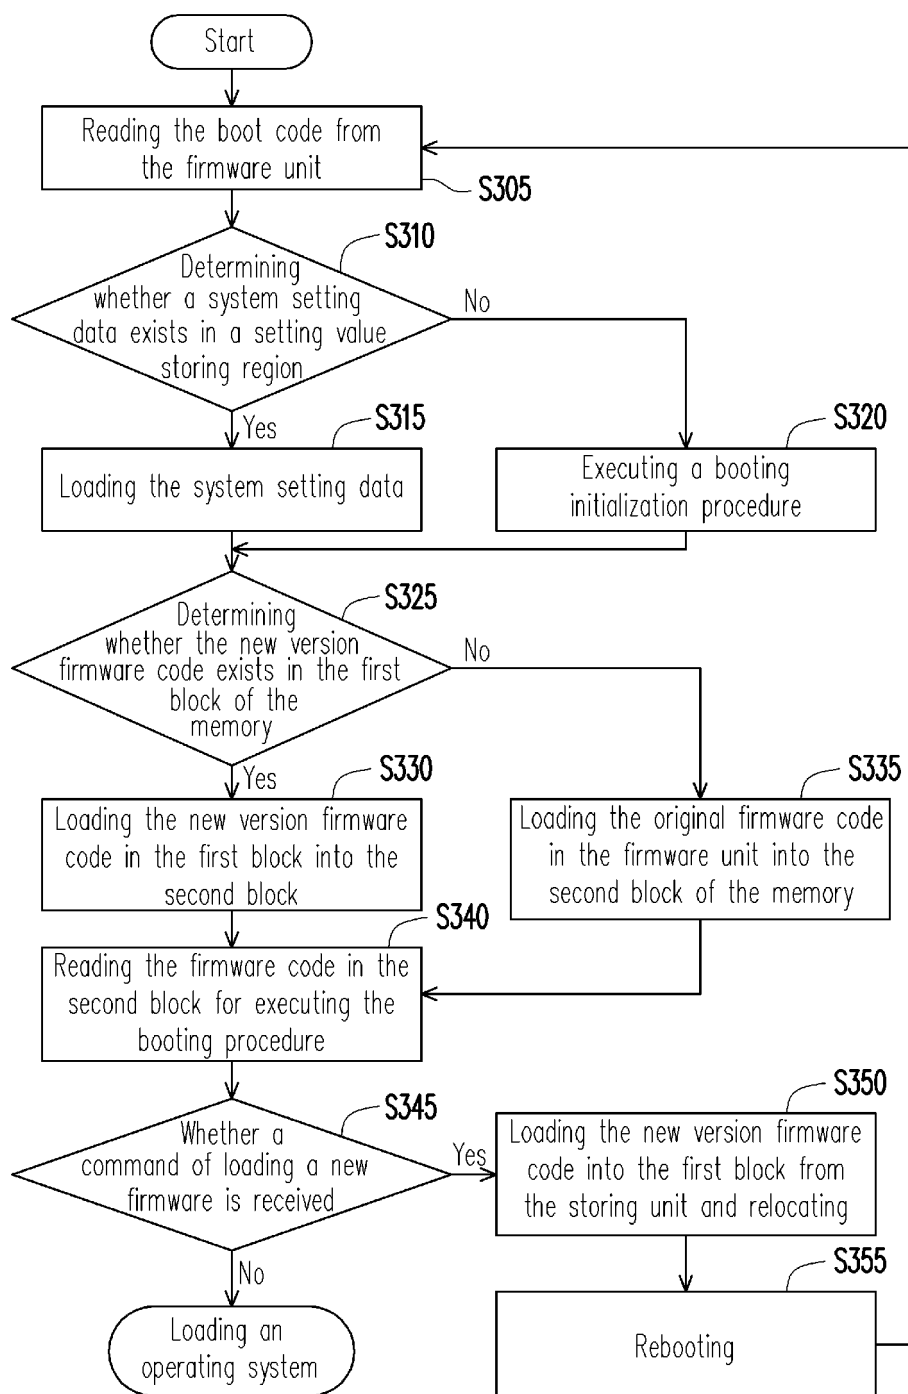 Start
Reading the boot code from
the firmware unit
S305
S310
Determining
whether a system setting
data exists in a setting value
storing region
No
Yes
S315
Loading the system setting data
S320
Executing a booting
initialization procedure
S325
Determining
whether the new version
firmware code exists in the first
block of the
memory
No
Yes
S330
Loading the new version firmware
code in the first block into the
second block
S335
Loading the original firmware code
in the firmware unit into the
second block of the memory
S340
Reading the firmware code in the
second block for executing the
booting procedure
S345
Whether a
command of loading a new
firmware is received
Yes
S350
Loading the new version firmware
code into the first block from
the storing unit and relocating
No
S355
Rebooting
Loading an
operating system